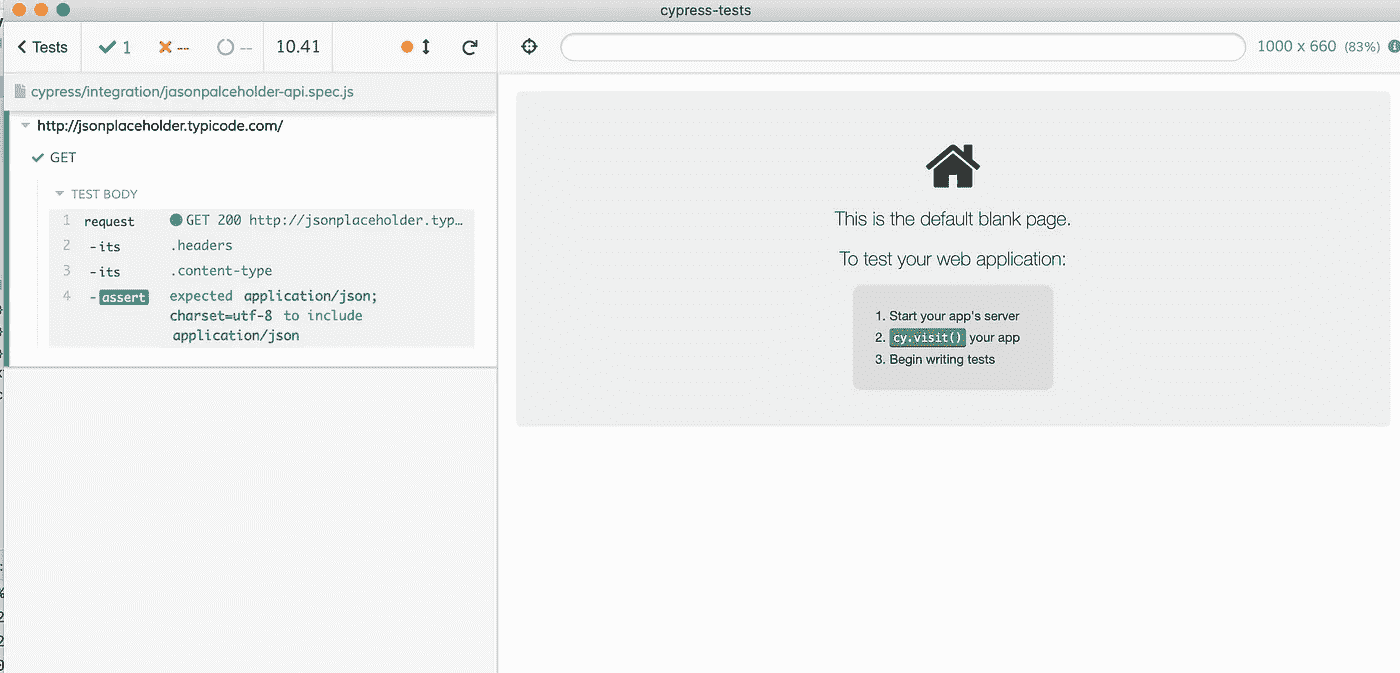 cypress-tests
Tests
1
--
--
10.41
1000 x 660 (83%)
cypress/integration/jasonpalceholder-api.spec.js
http://jsonplaceholder.typicode.com/
GET
TEST BODY
1 request GET 200 http://jsonplaceholder.typ…
2 -its .headers
3 -its .content-type
4 -assert expected application/json;
charset=utf-8 to include
application/json
This is the default blank page.
To test your web application:
1. Start your app's server
2. cy.visit() your app
3. Begin writing tests